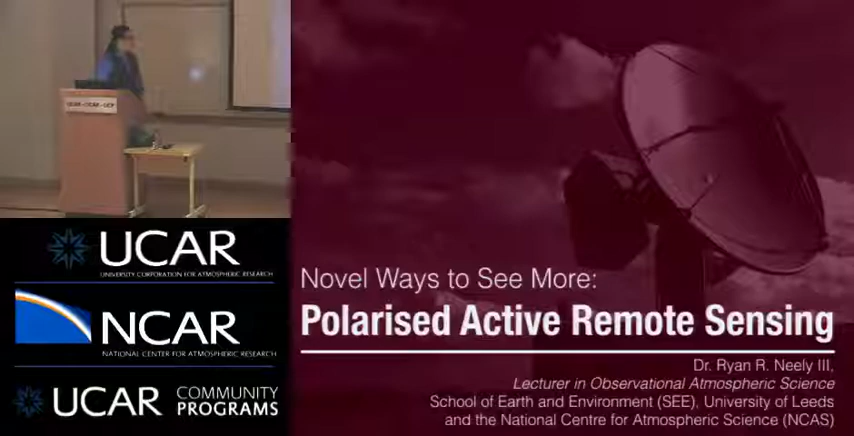 UCAR
UNIVERSITY CORPORATION FOR ATMOSPHERIC RESEARCH
NCAR
NATIONAL CENTER FOR ATMOSPHERIC RESEARCH
UCAR COMMUNITY PROGRAMS
Novel Ways to See More:
Polarised Active Remote Sensing
Dr. Ryan R. Neely III,
Lecturer in Observational Atmospheric Science
School of Earth and Environment (SEE), University of Leeds
and the National Centre for Atmospheric Science (NCAS)